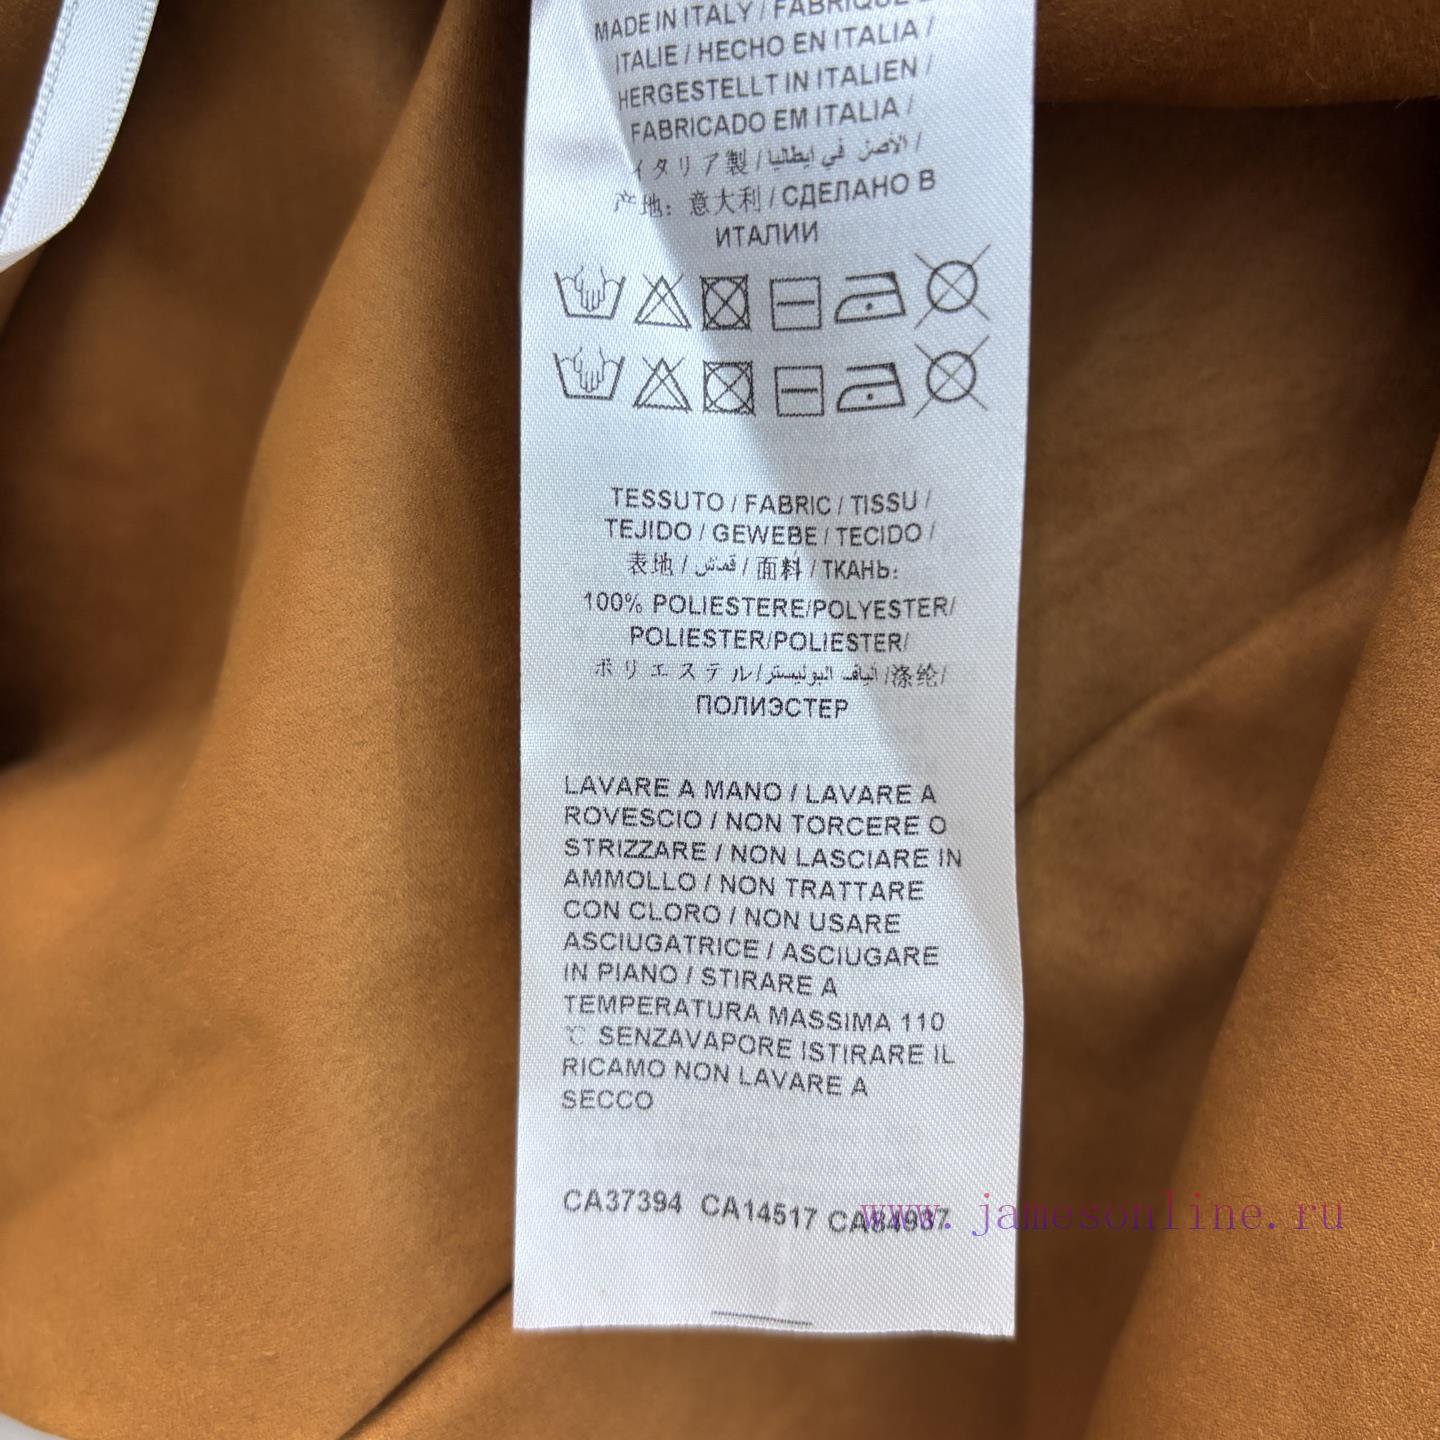 MADE IN ITALY / FABRIQUÉ
ITALIE / HECHO EN ITALIA /
HERGESTELLT IN ITALIEN /
FABRICADO EM ITALIA /
イタリア製 / الأصل في ايطاليا /
产地：意大利 / СДЕЛАНО В
ИТАЛИИ
TESSUTO / FABRIC / TISSU /
TEJIDO / GEWEBE / TECIDO /
表地 / قماش / 面料 / ТКАНЬ:
100% POLIESTERE/POLYESTER/
POLIESTER/POLIESTER/
ポリエステル/الياف البوليستر/涤纶/
ПОЛИЭСТЕР
LAVARE A MANO / LAVARE A
ROVESCIO / NON TORCERE O
STRIZZARE / NON LASCIARE IN
AMMOLLO / NON TRATTARE
CON CLORO / NON USARE
ASCIUGATRICE / ASCIUGARE
IN PIANO / STIRARE A
TEMPERATURA MASSIMA 110
℃ SENZAVAPORE ISTIRARE IL
RICAMO NON LAVARE A
SECCO
CA37394 CA14517 CA84987
www.jamesonline.ru